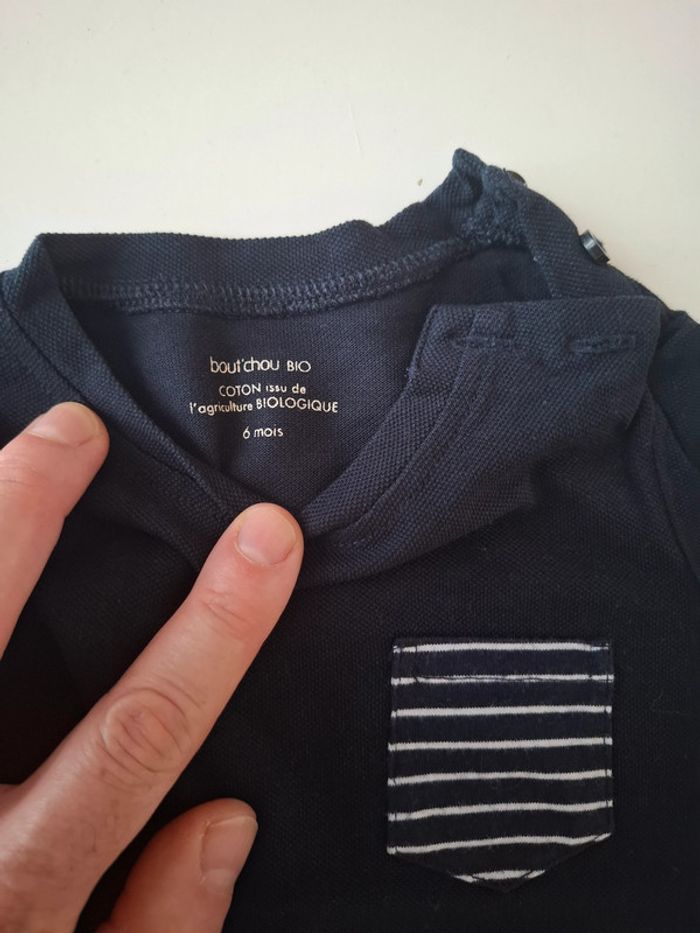 bout'chou BIO
COTON issu de
l'agriculture BIOLOGIQUE
6 mois